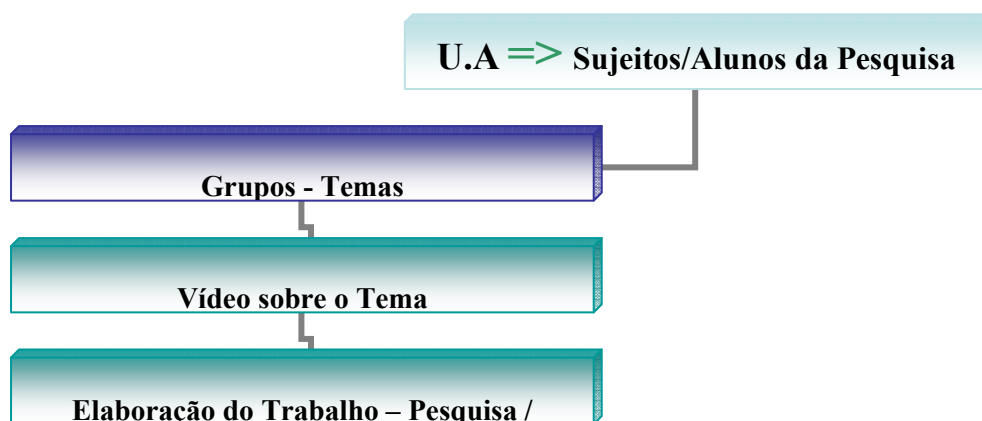 U.A => Sujeitos/Alunos da Pesquisa
Grupos - Temas
Vídeo sobre o Tema
Elaboração do Trabalho – Pesquisa /